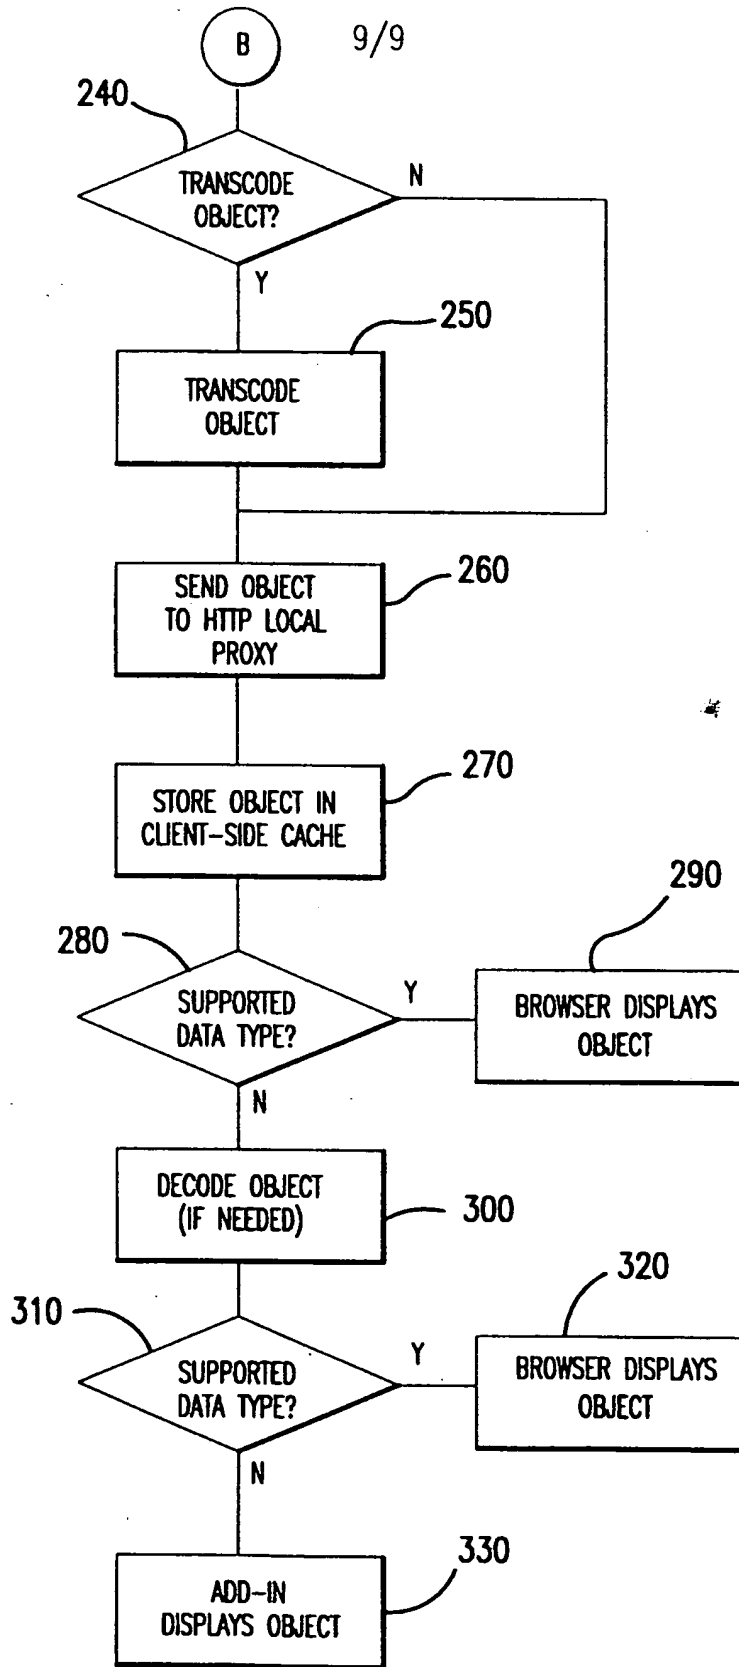 B
9/9
240
TRANSCODE
OBJECT?
N
Y
250
TRANSCODE
OBJECT
260
SEND OBJECT
TO HTTP LOCAL
PROXY
270
STORE OBJECT IN
CLIENT-SIDE CACHE
280
290
SUPPORTED
DATA TYPE?
Y
BROWSER DISPLAYS
OBJECT
N
DECODE OBJECT
(IF NEEDED)
300
310
320
SUPPORTED
DATA TYPE?
Y
BROWSER DISPLAYS
OBJECT
N
330
ADD-IN
DISPLAYS OBJECT